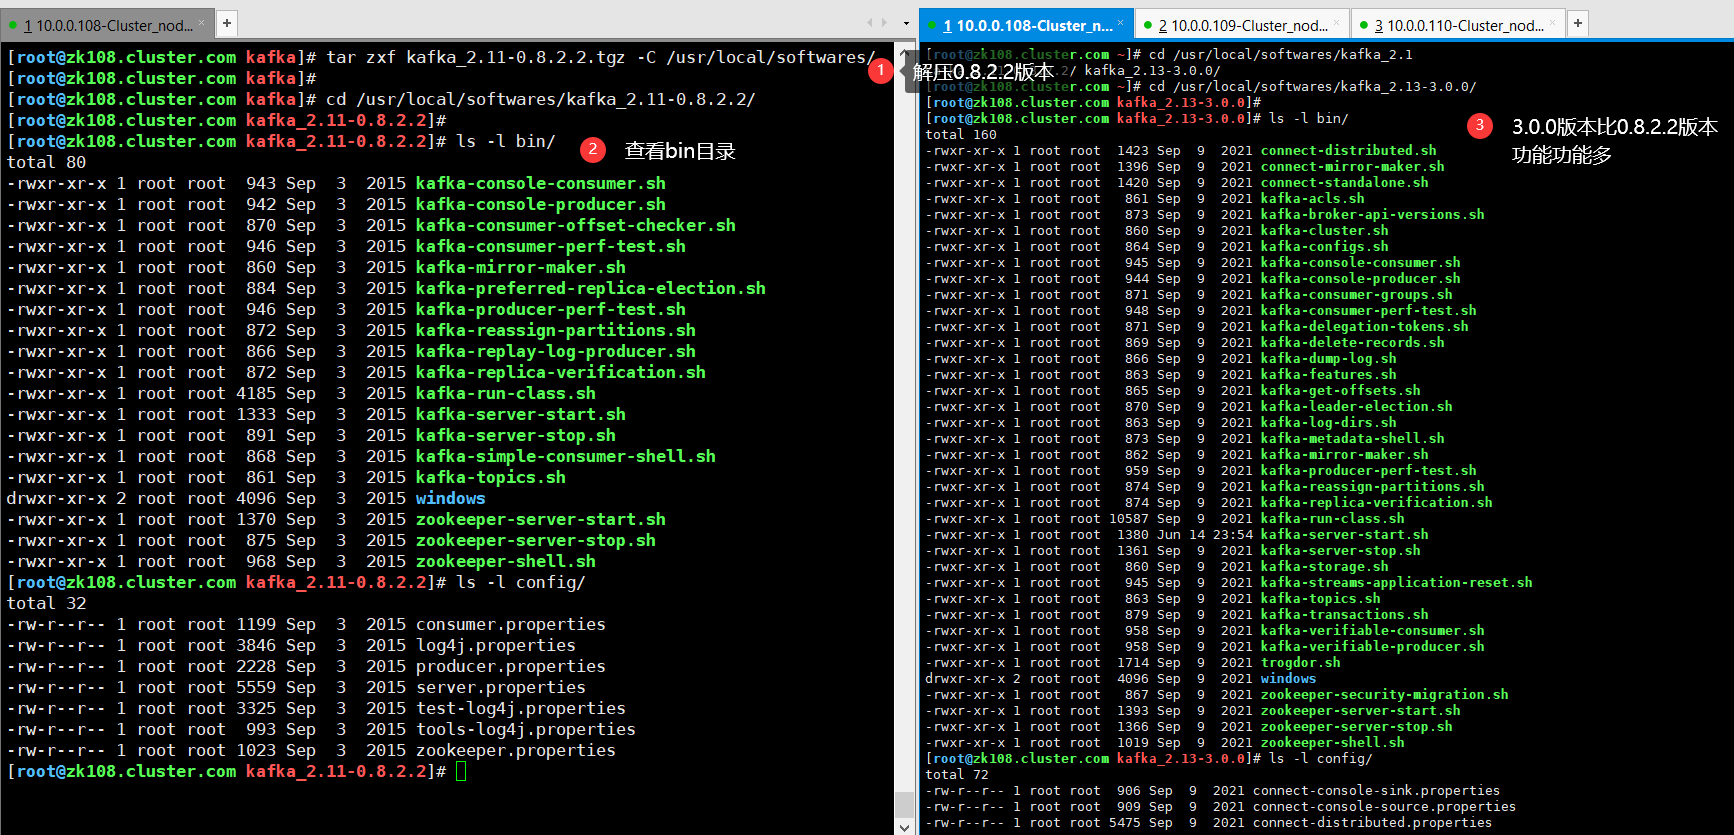 1 10.0.0.108-Cluster_nod... × +
[root@zk108.cluster.com kafka]# tar zxf kafka_2.11-0.8.2.2.tgz -C /usr/local/softwares/
[root@zk108.cluster.com kafka]#
[root@zk108.cluster.com kafka]# cd /usr/local/softwares/kafka_2.11-0.8.2.2/
[root@zk108.cluster.com kafka_2.11-0.8.2.2]#
[root@zk108.cluster.com kafka_2.11-0.8.2.2]# ls -l bin/
total 80
-rwxr-xr-x 1 root root  943 Sep  3  2015 kafka-console-consumer.sh
-rwxr-xr-x 1 root root  942 Sep  3  2015 kafka-console-producer.sh
-rwxr-xr-x 1 root root  870 Sep  3  2015 kafka-consumer-offset-checker.sh
-rwxr-xr-x 1 root root  946 Sep  3  2015 kafka-consumer-perf-test.sh
-rwxr-xr-x 1 root root  860 Sep  3  2015 kafka-mirror-maker.sh
-rwxr-xr-x 1 root root  884 Sep  3  2015 kafka-preferred-replica-election.sh
-rwxr-xr-x 1 root root  946 Sep  3  2015 kafka-producer-perf-test.sh
-rwxr-xr-x 1 root root  872 Sep  3  2015 kafka-reassign-partitions.sh
-rwxr-xr-x 1 root root  866 Sep  3  2015 kafka-replay-log-producer.sh
-rwxr-xr-x 1 root root  872 Sep  3  2015 kafka-replica-verification.sh
-rwxr-xr-x 1 root root 4185 Sep  3  2015 kafka-run-class.sh
-rwxr-xr-x 1 root root 1333 Sep  3  2015 kafka-server-start.sh
-rwxr-xr-x 1 root root  891 Sep  3  2015 kafka-server-stop.sh
-rwxr-xr-x 1 root root  868 Sep  3  2015 kafka-simple-consumer-shell.sh
-rwxr-xr-x 1 root root  861 Sep  3  2015 kafka-topics.sh
drwxr-xr-x 2 root root 4096 Sep  3  2015 windows
-rwxr-xr-x 1 root root 1370 Sep  3  2015 zookeeper-server-start.sh
-rwxr-xr-x 1 root root  875 Sep  3  2015 zookeeper-server-stop.sh
-rwxr-xr-x 1 root root  968 Sep  3  2015 zookeeper-shell.sh
[root@zk108.cluster.com kafka_2.11-0.8.2.2]# ls -l config/
total 32
-rw-r--r-- 1 root root 1199 Sep  3  2015 consumer.properties
-rw-r--r-- 1 root root 3846 Sep  3  2015 log4j.properties
-rw-r--r-- 1 root root 2228 Sep  3  2015 producer.properties
-rw-r--r-- 1 root root 5559 Sep  3  2015 server.properties
-rw-r--r-- 1 root root 3325 Sep  3  2015 test-log4j.properties
-rw-r--r-- 1 root root  993 Sep  3  2015 tools-log4j.properties
-rw-r--r-- 1 root root 1023 Sep  3  2015 zookeeper.properties
[root@zk108.cluster.com kafka_2.11-0.8.2.2]#
1 解压0.8.2.2版本
2 查看bin目录
1 10.0.0.108-Cluster_n... × 2 10.0.0.109-Cluster_nod... × 3 10.0.0.110-Cluster_nod... × +
[root@zk108.cluster.com ~]# cd /usr/local/softwares/kafka_2.1
2/ kafka_2.13-3.0.0/
[root@zk108.cluster.com ~]# cd /usr/local/softwares/kafka_2.13-3.0.0/
[root@zk108.cluster.com kafka_2.13-3.0.0]#
[root@zk108.cluster.com kafka_2.13-3.0.0]# ls -l bin/
total 160
-rwxr-xr-x 1 root root  1423 Sep  9  2021 connect-distributed.sh
-rwxr-xr-x 1 root root  1396 Sep  9  2021 connect-mirror-maker.sh
-rwxr-xr-x 1 root root  1420 Sep  9  2021 connect-standalone.sh
-rwxr-xr-x 1 root root   861 Sep  9  2021 kafka-acls.sh
-rwxr-xr-x 1 root root   873 Sep  9  2021 kafka-broker-api-versions.sh
-rwxr-xr-x 1 root root   860 Sep  9  2021 kafka-cluster.sh
-rwxr-xr-x 1 root root   864 Sep  9  2021 kafka-configs.sh
-rwxr-xr-x 1 root root   945 Sep  9  2021 kafka-console-consumer.sh
-rwxr-xr-x 1 root root   944 Sep  9  2021 kafka-console-producer.sh
-rwxr-xr-x 1 root root   871 Sep  9  2021 kafka-consumer-groups.sh
-rwxr-xr-x 1 root root   948 Sep  9  2021 kafka-consumer-perf-test.sh
-rwxr-xr-x 1 root root   871 Sep  9  2021 kafka-delegation-tokens.sh
-rwxr-xr-x 1 root root   869 Sep  9  2021 kafka-delete-records.sh
-rwxr-xr-x 1 root root   866 Sep  9  2021 kafka-dump-log.sh
-rwxr-xr-x 1 root root   863 Sep  9  2021 kafka-features.sh
-rwxr-xr-x 1 root root   865 Sep  9  2021 kafka-get-offsets.sh
-rwxr-xr-x 1 root root   870 Sep  9  2021 kafka-leader-election.sh
-rwxr-xr-x 1 root root   863 Sep  9  2021 kafka-log-dirs.sh
-rwxr-xr-x 1 root root   873 Sep  9  2021 kafka-metadata-shell.sh
-rwxr-xr-x 1 root root   862 Sep  9  2021 kafka-mirror-maker.sh
-rwxr-xr-x 1 root root   959 Sep  9  2021 kafka-producer-perf-test.sh
-rwxr-xr-x 1 root root   874 Sep  9  2021 kafka-reassign-partitions.sh
-rwxr-xr-x 1 root root   874 Sep  9  2021 kafka-replica-verification.sh
-rwxr-xr-x 1 root root 10587 Sep  9  2021 kafka-run-class.sh
-rwxr-xr-x 1 root root  1380 Jun 14 23:54 kafka-server-start.sh
-rwxr-xr-x 1 root root  1361 Sep  9  2021 kafka-server-stop.sh
-rwxr-xr-x 1 root root   860 Sep  9  2021 kafka-storage.sh
-rwxr-xr-x 1 root root   945 Sep  9  2021 kafka-streams-application-reset.sh
-rwxr-xr-x 1 root root   863 Sep  9  2021 kafka-topics.sh
-rwxr-xr-x 1 root root   879 Sep  9  2021 kafka-transactions.sh
-rwxr-xr-x 1 root root   958 Sep  9  2021 kafka-verifiable-consumer.sh
-rwxr-xr-x 1 root root   958 Sep  9  2021 kafka-verifiable-producer.sh
-rwxr-xr-x 1 root root  1714 Sep  9  2021 trogdor.sh
drwxr-xr-x 2 root root  4096 Sep  9  2021 windows
-rwxr-xr-x 1 root root   867 Sep  9  2021 zookeeper-security-migration.sh
-rwxr-xr-x 1 root root  1393 Sep  9  2021 zookeeper-server-start.sh
-rwxr-xr-x 1 root root  1366 Sep  9  2021 zookeeper-server-stop.sh
-rwxr-xr-x 1 root root  1019 Sep  9  2021 zookeeper-shell.sh
[root@zk108.cluster.com kafka_2.13-3.0.0]# ls -l config/
total 72
-rw-r--r-- 1 root root  906 Sep  9  2021 connect-console-sink.properties
-rw-r--r-- 1 root root  909 Sep  9  2021 connect-console-source.properties
-rw-r--r-- 1 root root 5475 Sep  9  2021 connect-distributed.properties
3 3.0.0版本比0.8.2.2版本
功能功能多